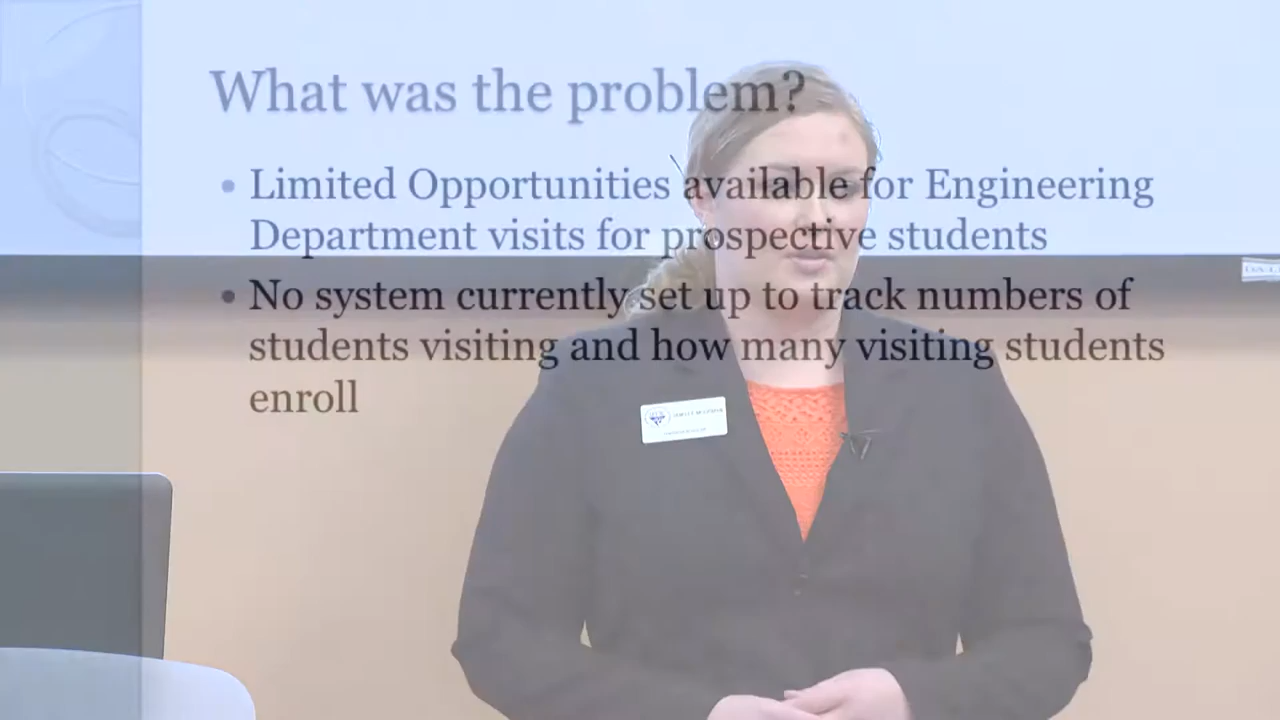 What was the problem?
• Limited Opportunities available for Engineering
Department visits for prospective students
• No system currently set up to track numbers of
students visiting and how many visiting students
enroll